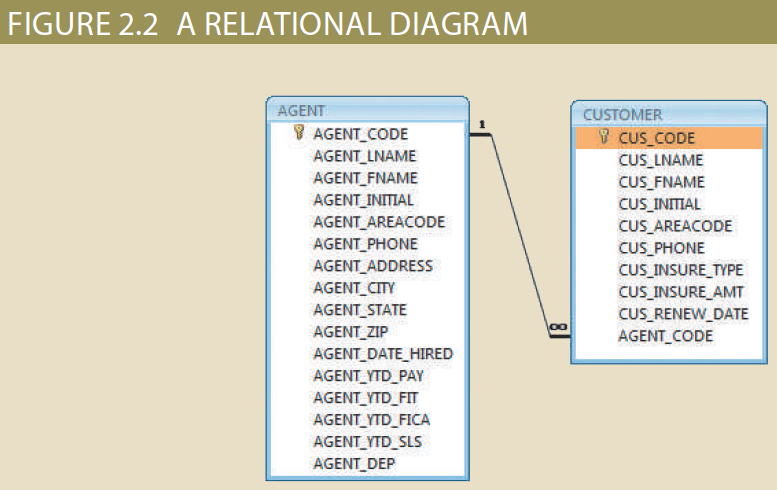 FIGURE 2.2 A RELATIONAL DIAGRAM
AGENT
AGENT_CODE
AGENT_LNAME
AGENT_FNAME
AGENT_INITIAL
AGENT_AREACODE
AGENT_PHONE
AGENT_ADDRESS
AGENT_CITY
AGENT_STATE
AGENT_ZIP
AGENT_DATE_HIRED
AGENT_YTD_PAY
AGENT_YTD_FIT
AGENT_YTD_FICA
AGENT_YTD_SLS
AGENT_DEP
1
∞
CUSTOMER
CUS_CODE
CUS_LNAME
CUS_FNAME
CUS_INITIAL
CUS_AREACODE
CUS_PHONE
CUS_INSURE_TYPE
CUS_INSURE_AMT
CUS_RENEW_DATE
AGENT_CODE